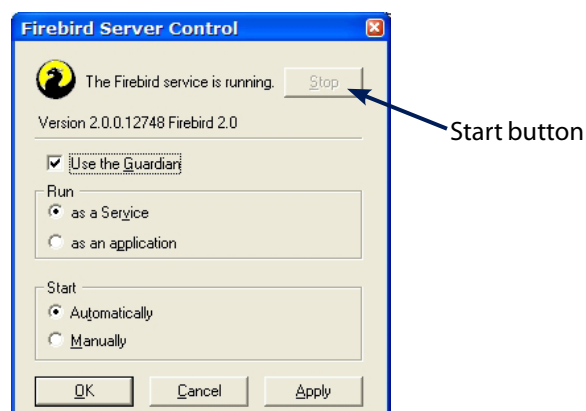 Firebird Server Control
The Firebird service is running. Stop
Version 2.0.0.12748 Firebird 2.0
Start button
Use the Guardian
Run
as a Service
as an application
Start
Automatically
Manually
OK Cancel Apply